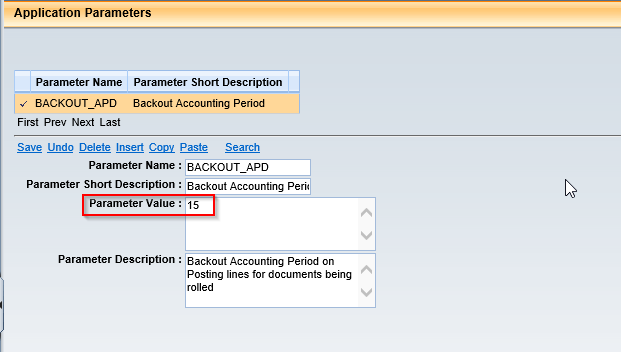 Application Parameters
Parameter Name Parameter Short Description
✓ BACKOUT_APD Backout Accounting Period
First Prev Next Last
Save Undo Delete Insert Copy Paste Search
Parameter Name : BACKOUT_APD
Parameter Short Description : Backout Accounting Perio
Parameter Value : 15
Parameter Description : Backout Accounting Period on
Posting lines for documents being
rolled